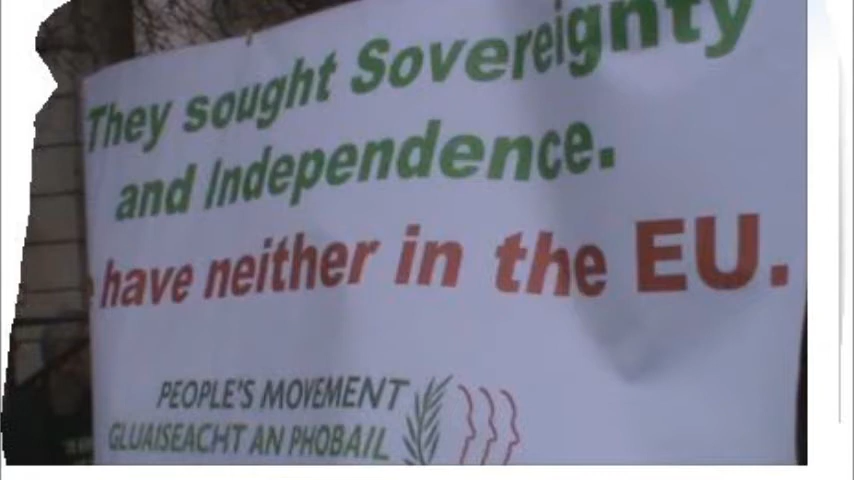 They sought Sovereignty
and Independence.
have neither in the EU.
PEOPLE'S MOVEMENT
GLUAISEACHT AN PHOBAIL